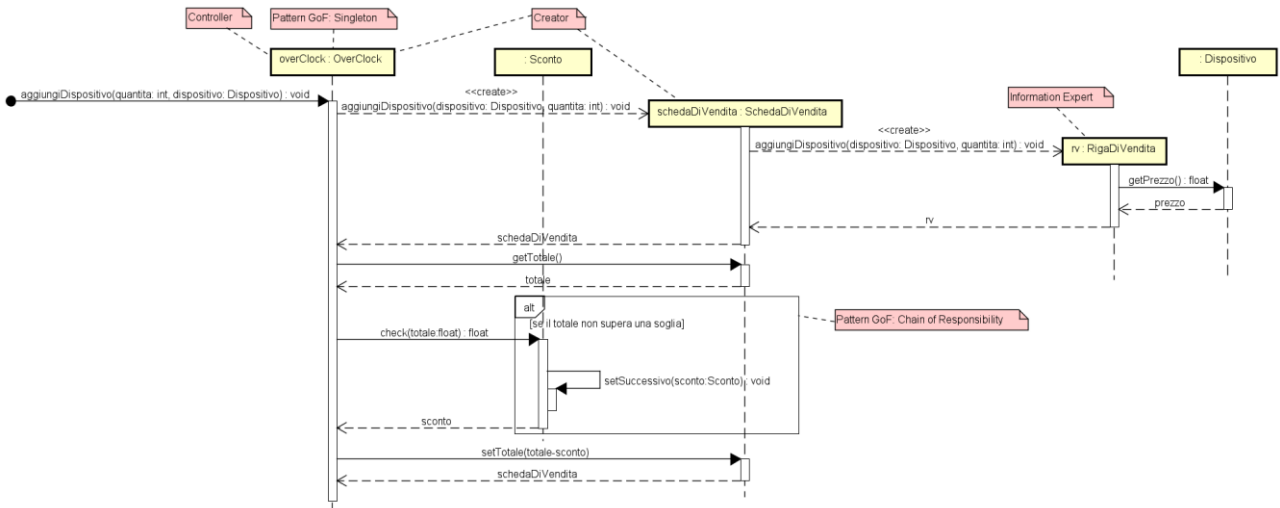 Controller
Pattern GoF: Singleton
Creator
overClock : OverClock
: Sconto
: Dispositivo
aggiungiDispositivo(quantita: int, dispositivo: Dispositivo) : void
<<create>>
aggiungiDispositivo(dispositivo: Dispositivo, quantita: int) : void
schedaDiVendita : SchedaDiVendita
Information Expert
<<create>>
aggiungiDispositivo(dispositivo: Dispositivo, quantita: int) : void
rv : RigaDiVendita
getPrezzo() : float
prezzo
rv
schedaDiVendita
getTotale()
totale
alt
[se il totale non supera una soglia]
Pattern GoF: Chain of Responsibility
check(totale:float) : float
setSuccessivo(sconto:Sconto) : void
sconto
setTotale(totale-sconto)
schedaDiVendita